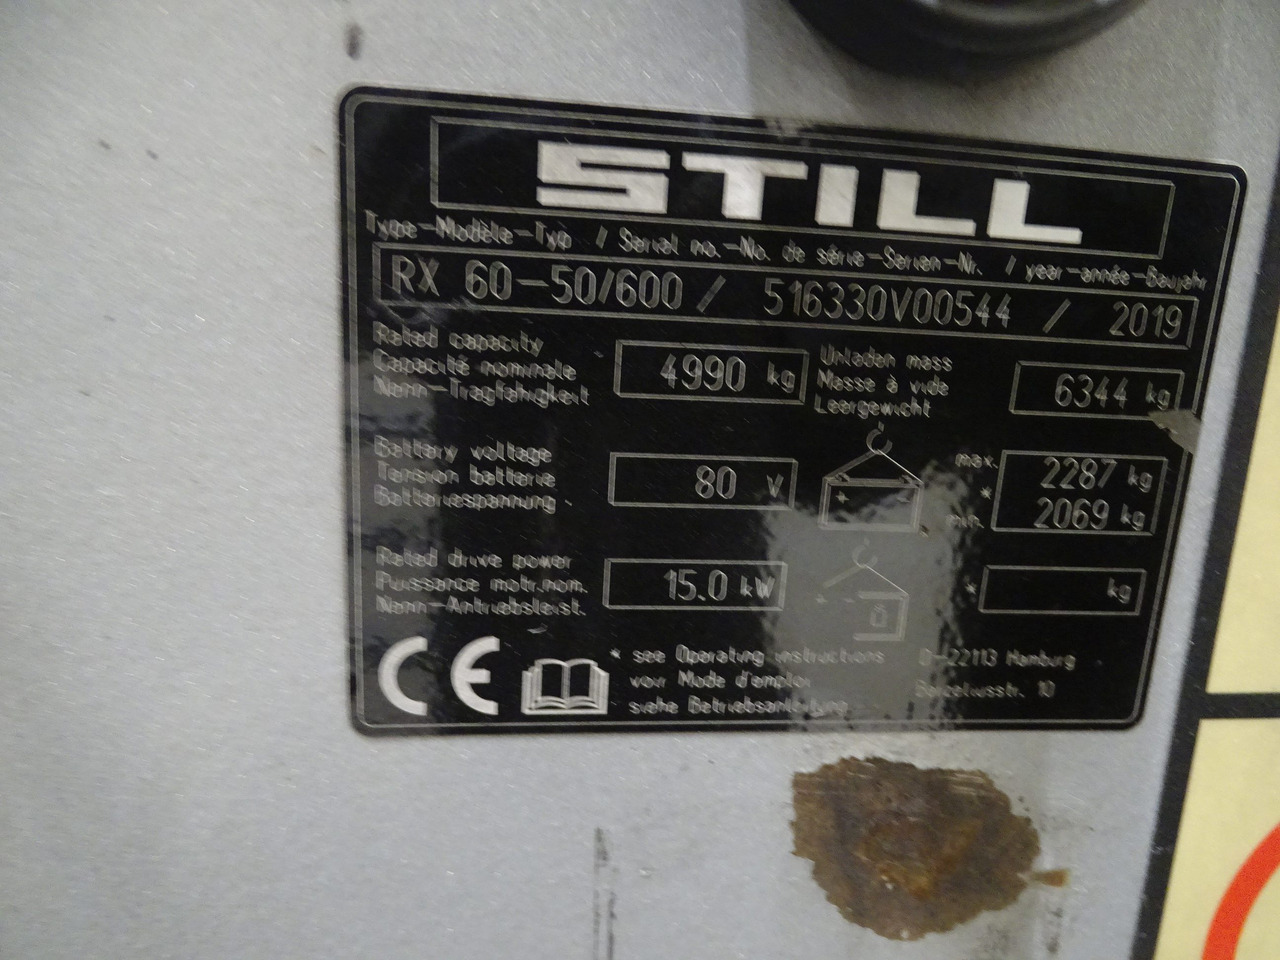 STILL
Type-Modèle-Typ / Serial no.-No. de série-Serien-Nr. / year-année-Baujahr
RX 60-50/600 / 516330V00544 / 2019
Rated capacity
Capacité nominale
Nenn-Tragfähigkeit
4990 kg
Unladen mass
Masse à vide
Leergewicht
6344 kg
Battery voltage
Tension batterie
Batteriespannung
80 V
+ -
max. 2287 kg
*
min. 2069 kg
Rated drive power
Puissance motr.nom.
Nenn-Antriebsleist.
15.0 kW
+ -
* kg
CE
* see Operating instructions
voir Mode d'emploi
siehe Betriebsanleitung
D-22113 Hamburg
Berzeliusstr. 10